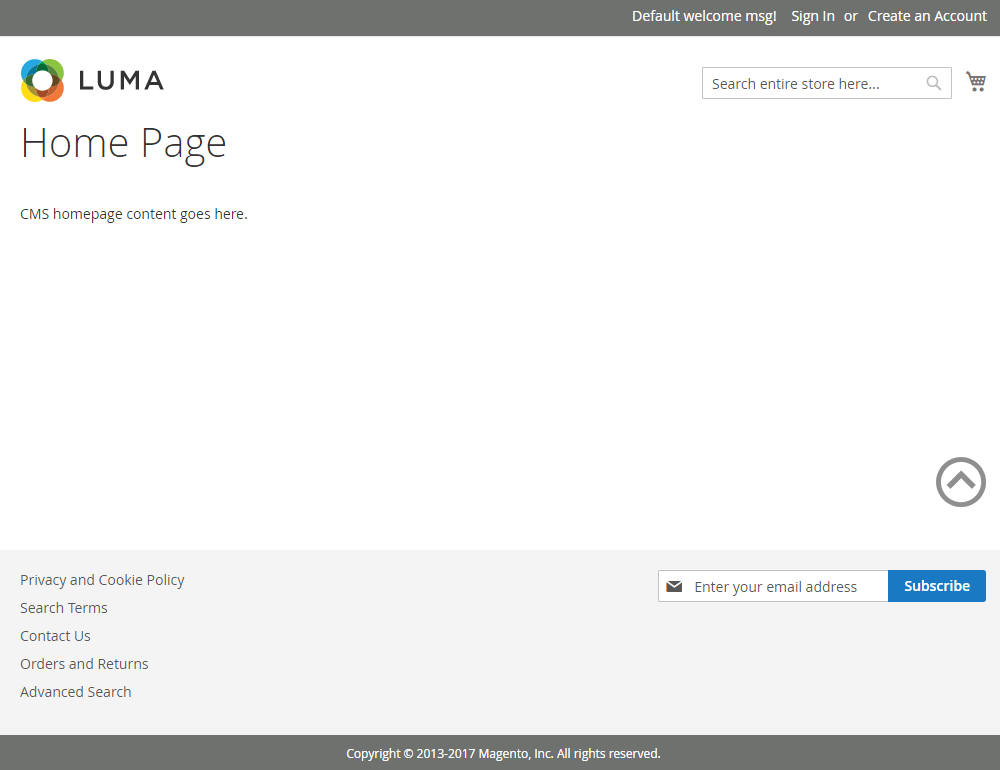 Default welcome msg! Sign In or Create an Account
LUMA
Search entire store here...
Home Page
CMS homepage content goes here.
Privacy and Cookie Policy
Search Terms
Contact Us
Orders and Returns
Advanced Search
Enter your email address
Subscribe
Copyright © 2013-2017 Magento, Inc. All rights reserved.